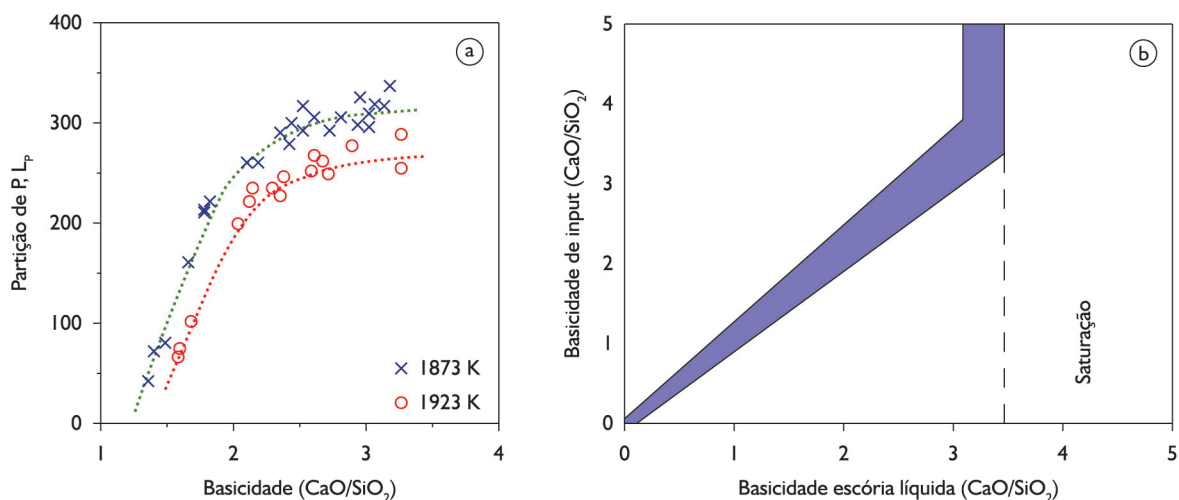 400
300
200
100
0
Partição de P, L_P
a
× 1873 K
○ 1923 K
1 2 3 4
Basicidade (CaO/SiO₂)
5
4
3
2
1
0
Basicidade de input (CaO/SiO₂)
b
Saturação
0 1 2 3 4 5
Basicidade escória líquida (CaO/SiO₂)